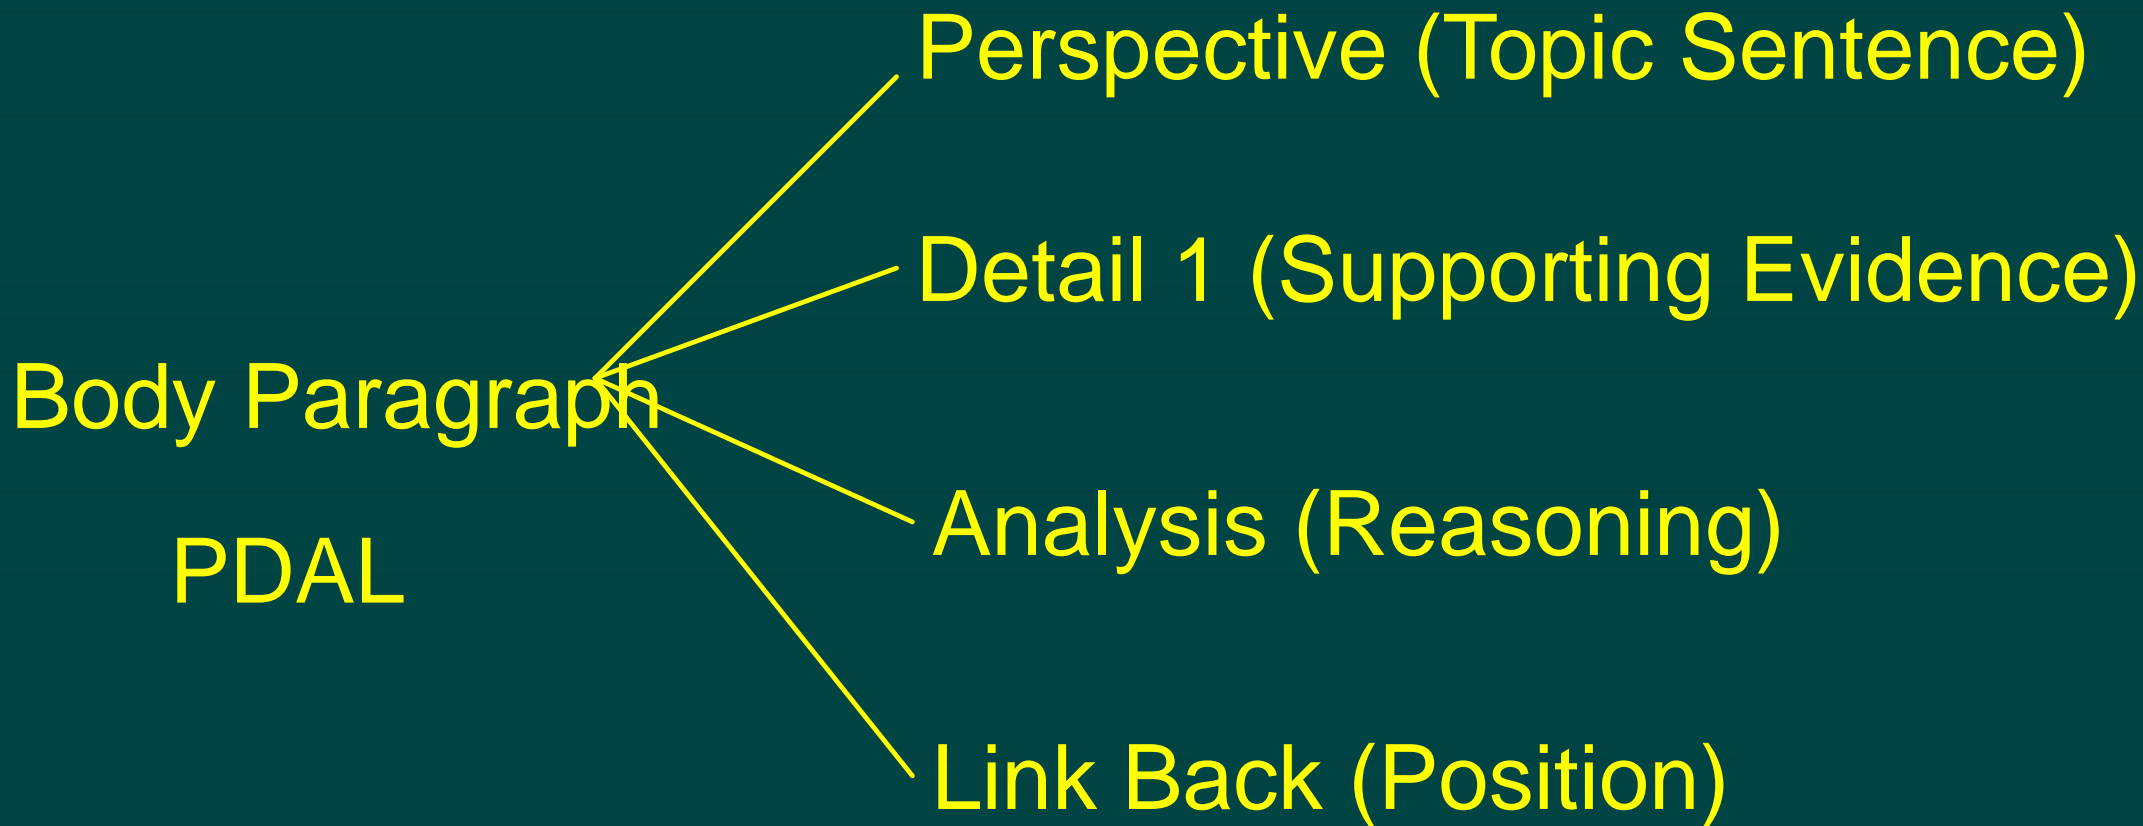 Perspective (Topic Sentence)
Detail 1 (Supporting Evidence)
Body Paragraph
Analysis (Reasoning)
PDAL
Link Back (Position)